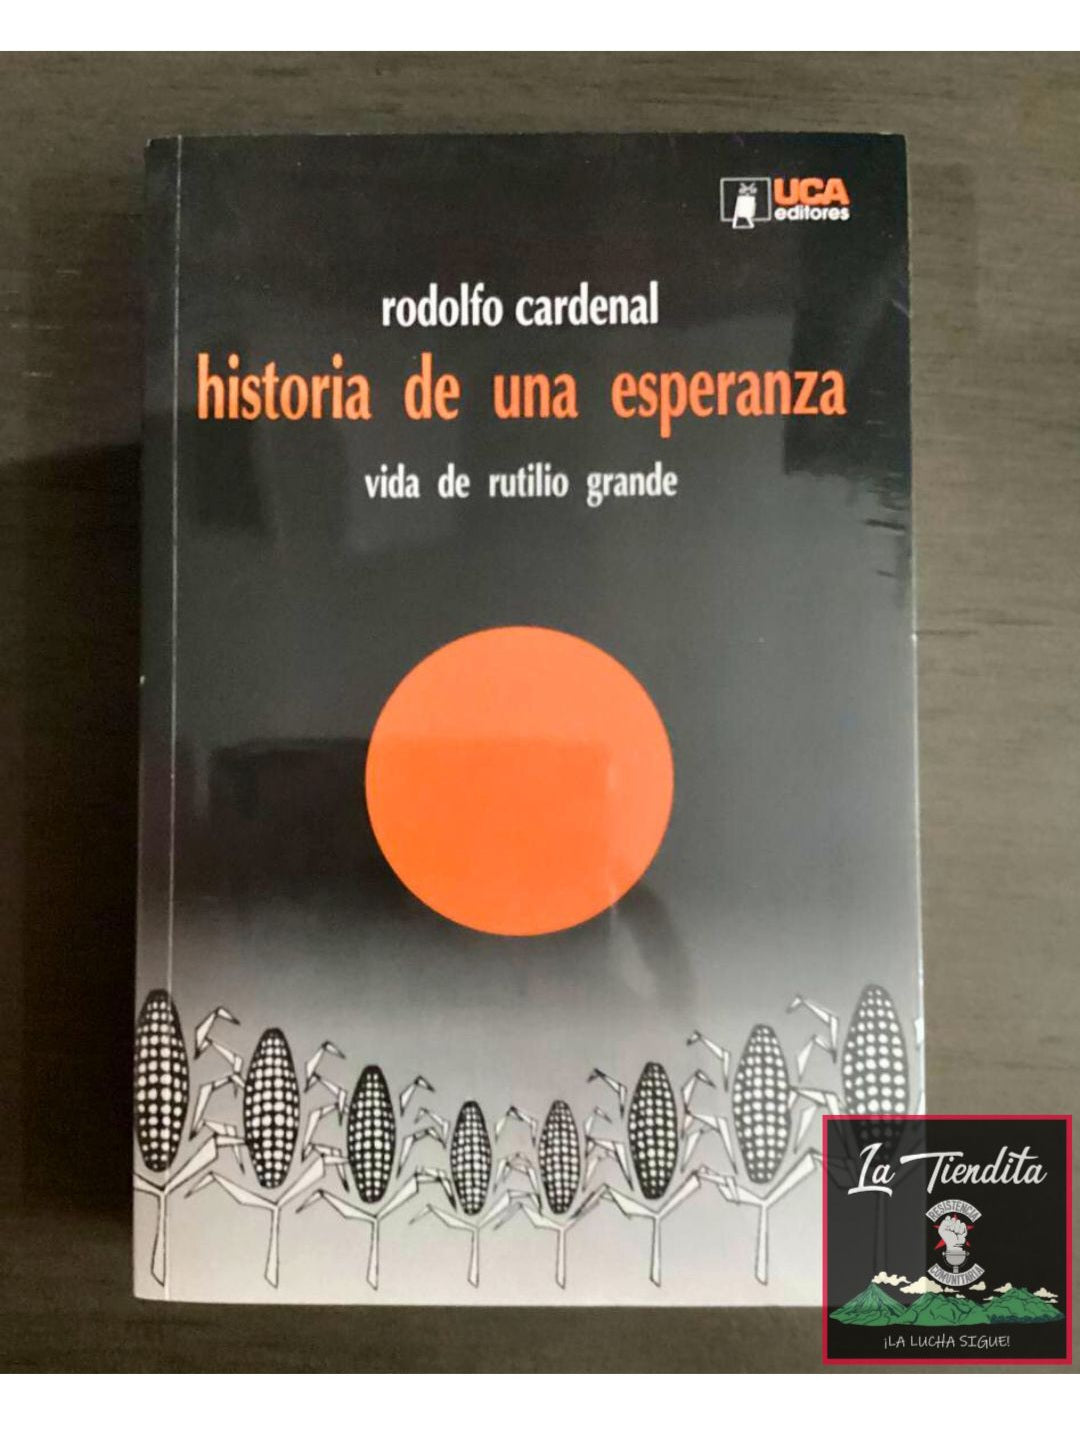 UCA
editores
rodolfo cardenal
historia de una esperanza
vida de rutilio grande
La Tiendita
RESISTENCIA
COMUNITARIA
¡LA LUCHA SIGUE!